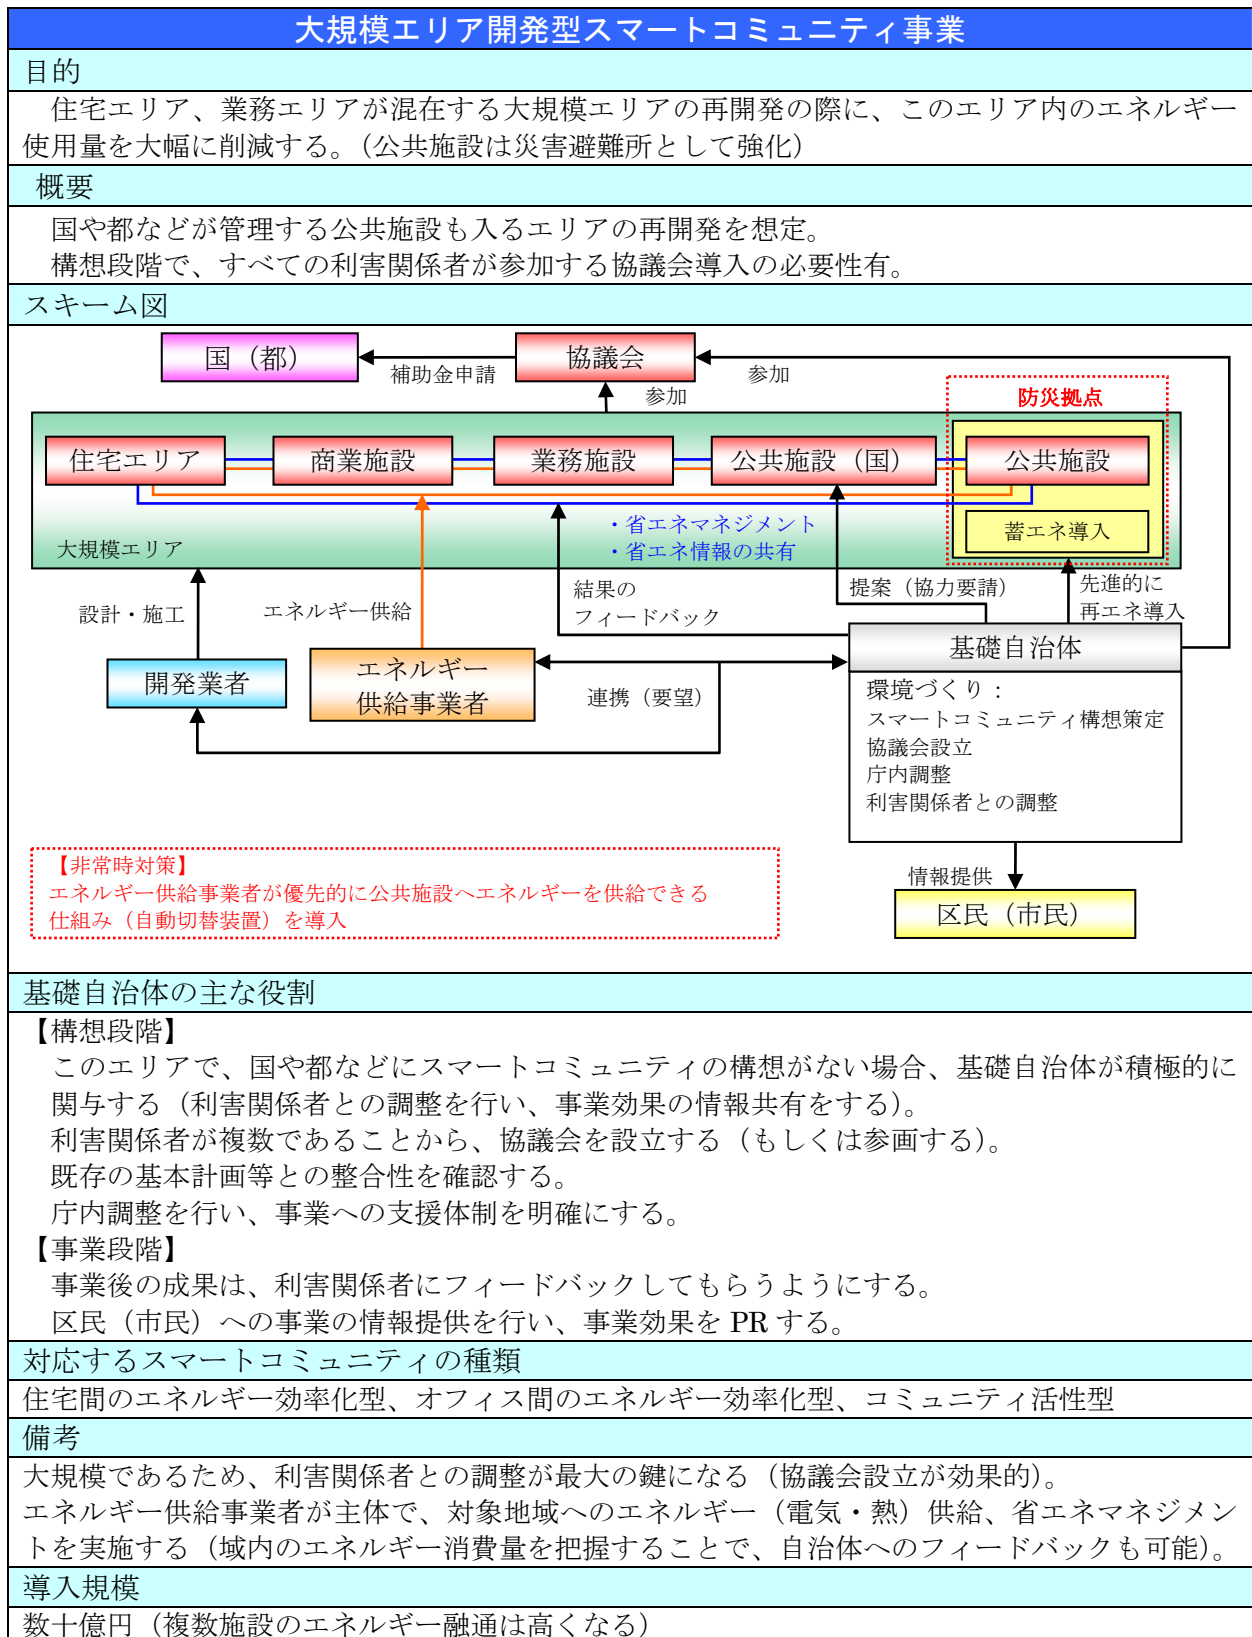 大規模エリア開発型スマートコミュニティ事業
目的
住宅エリア、業務エリアが混在する大規模エリアの再開発の際に、このエリア内のエネルギー
使用量を大幅に削減する。（公共施設は災害避難所として強化）
概要
国や都などが管理する公共施設も入るエリアの再開発を想定。
構想段階で、すべての利害関係者が参加する協議会導入の必要性有。
スキーム図
国（都）
補助金申請
協議会
参加
参加
防災拠点
住宅エリア
商業施設
業務施設
公共施設（国）
公共施設
・省エネマネジメント
・省エネ情報の共有
蓄エネ導入
大規模エリア
設計・施工
エネルギー供給
結果の
フィードバック
提案（協力要請）
先進的に
再エネ導入
開発業者
エネルギー
供給事業者
連携（要望）
基礎自治体
環境づくり：
スマートコミュニティ構想策定
協議会設立
庁内調整
利害関係者との調整
【非常時対策】
エネルギー供給事業者が優先的に公共施設へエネルギーを供給できる
仕組み（自動切替装置）を導入
情報提供
区民（市民）
基礎自治体の主な役割
【構想段階】
このエリアで、国や都などにスマートコミュニティの構想がない場合、基礎自治体が積極的に
関与する（利害関係者との調整を行い、事業効果の情報共有をする）。
利害関係者が複数であることから、協議会を設立する（もしくは参画する）。
既存の基本計画等との整合性を確認する。
庁内調整を行い、事業への支援体制を明確にする。
【事業段階】
事業後の成果は、利害関係者にフィードバックしてもらうようにする。
区民（市民）への事業の情報提供を行い、事業効果を PR する。
対応するスマートコミュニティの種類
住宅間のエネルギー効率化型、オフィス間のエネルギー効率化型、コミュニティ活性型
備考
大規模であるため、利害関係者との調整が最大の鍵になる（協議会設立が効果的）。
エネルギー供給事業者が主体で、対象地域へのエネルギー（電気・熱）供給、省エネマネジメン
トを実施する（域内のエネルギー消費量を把握することで、自治体へのフィードバックも可能）。
導入規模
数十億円（複数施設のエネルギー融通は高くなる）